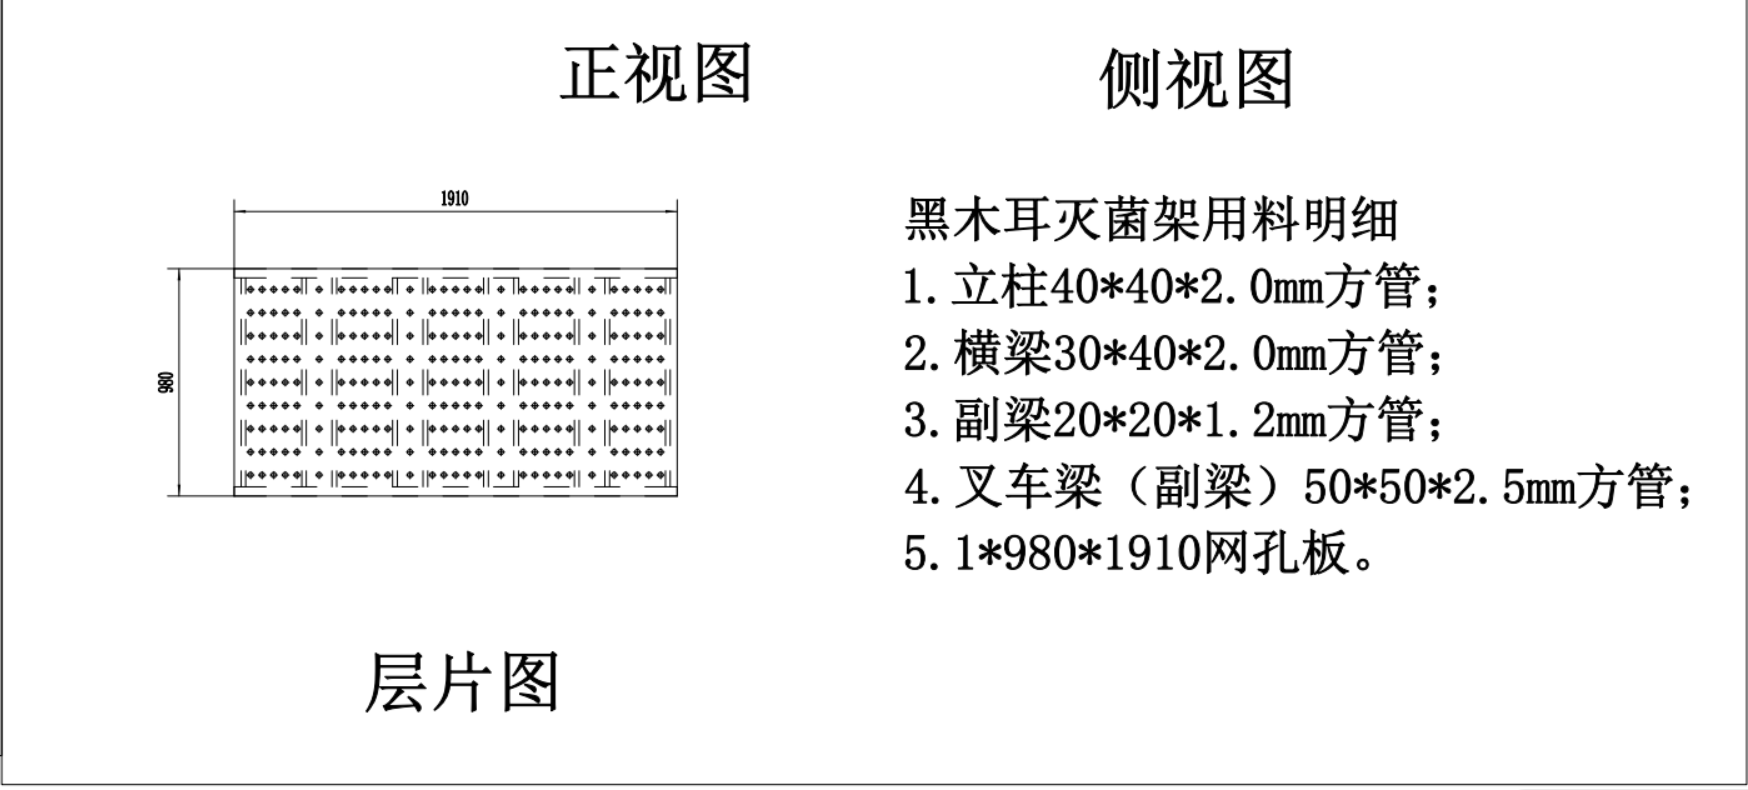 正视图
侧视图
1910
980
层片图
黑木耳灭菌架用料明细
1.立柱40*40*2.0mm方管；
2.横梁30*40*2.0mm方管；
3.副梁20*20*1.2mm方管；
4.叉车梁（副梁）50*50*2.5mm方管；
5.1*980*1910网孔板。